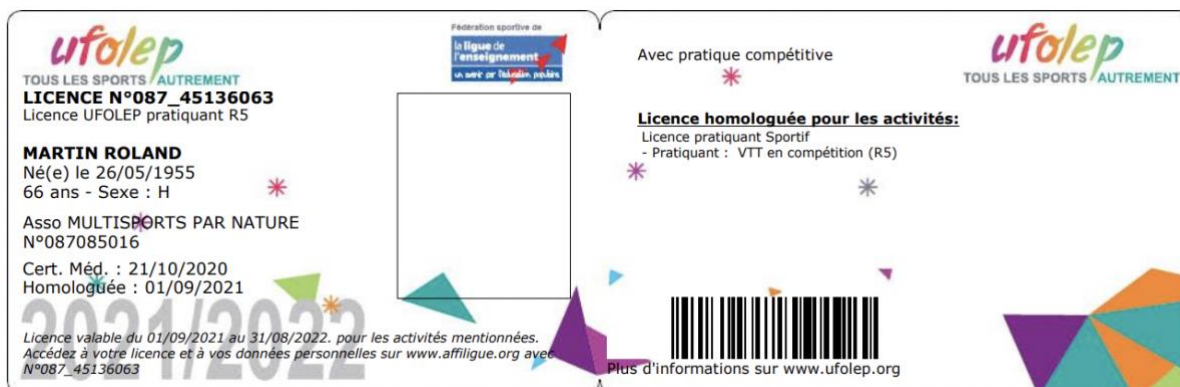 ufolep
TOUS LES SPORTS AUTREMENT
Fédération sportive de
la ligue de
l'enseignement
un avenir par l'éducation populaire
LICENCE N°087_45136063
Licence UFOLEP pratiquant R5
MARTIN ROLAND
Né(e) le 26/05/1955
66 ans - Sexe : H
Asso MULTISPORTS PAR NATURE
N°087085016
Cert. Méd. : 21/10/2020
Homologuée : 01/09/2021
2021/2022
Licence valable du 01/09/2021 au 31/08/2022. pour les activités mentionnées.
Accédez à votre licence et à vos données personnelles sur www.affiligue.org avec
N°087_45136063
Avec pratique compétitive
ufolep
TOUS LES SPORTS AUTREMENT
Licence homologuée pour les activités:
Licence pratiquant Sportif
- Pratiquant : VTT en compétition (R5)
Plus d'informations sur www.ufolep.org